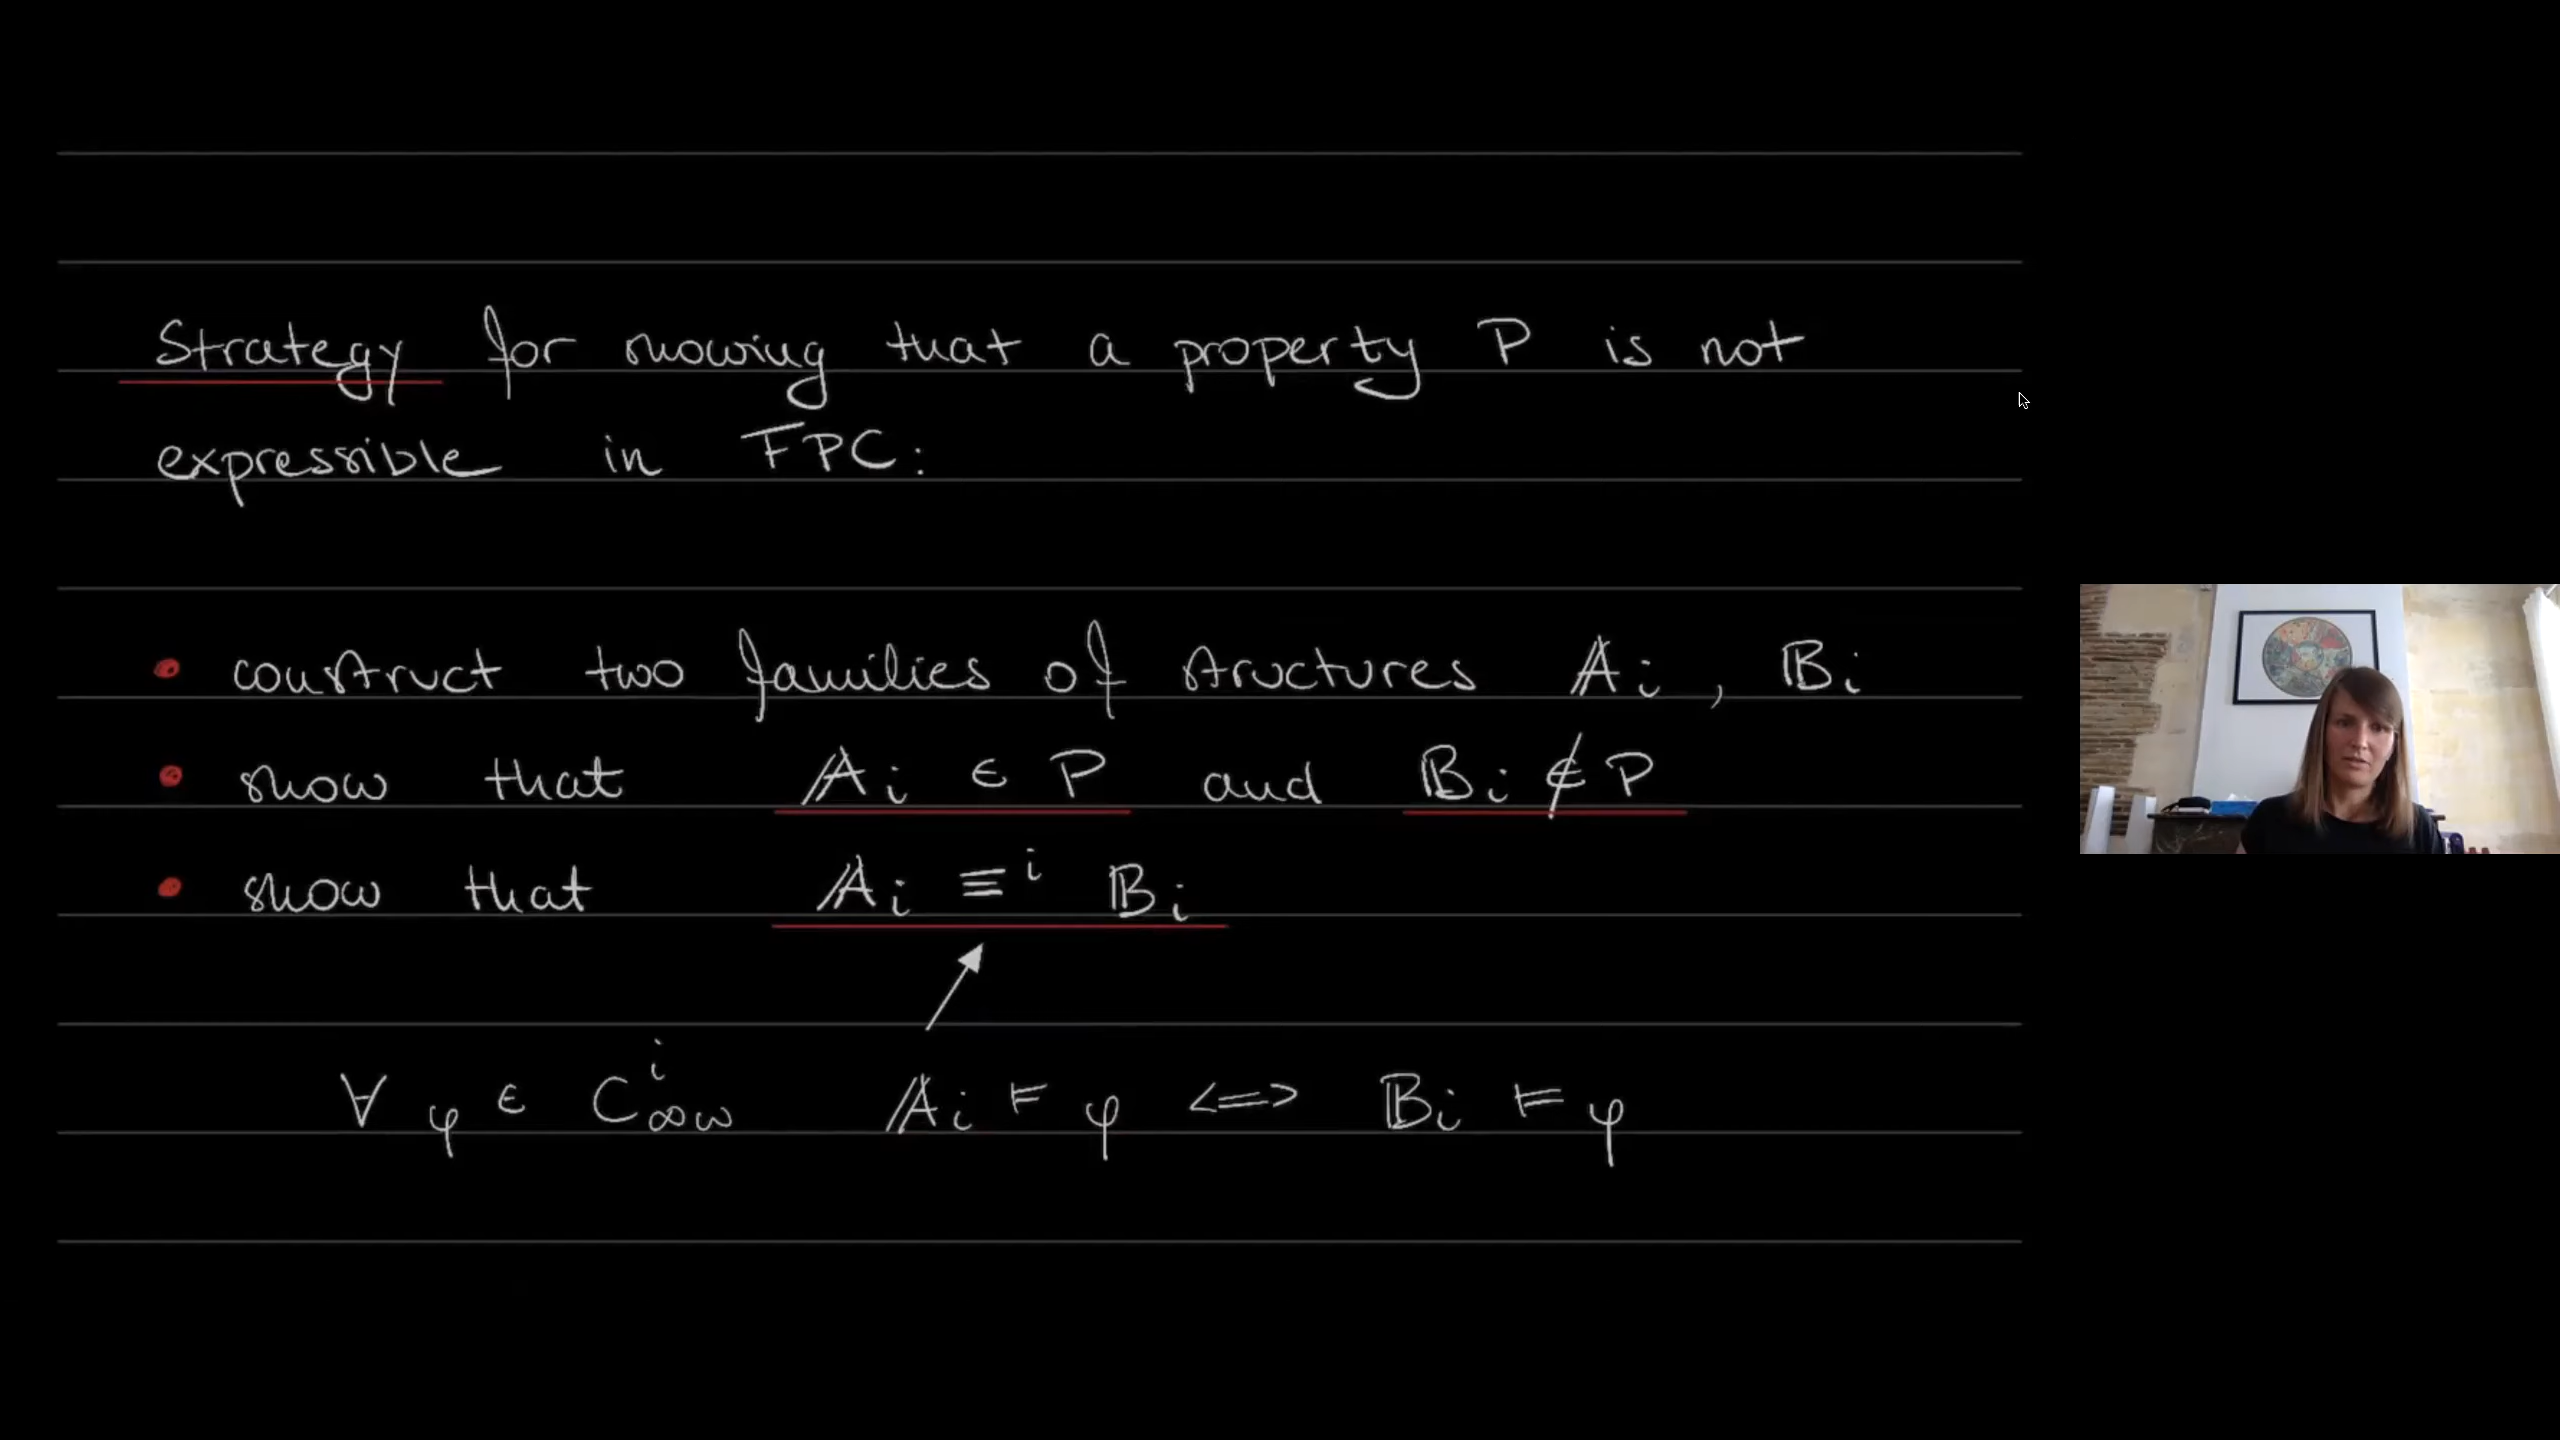 Strategy for showing that a property P is not
expressible in FPC:
• construct two families of structures 𝔸ᵢ , 𝔹ᵢ
• show that 𝔸ᵢ ∈ P and 𝔹ᵢ ∉ P
• show that 𝔸ᵢ ≡ⁱ 𝔹ᵢ
∀ φ ∈ Cⁱ∞ω 𝔸ᵢ ⊨ φ <=> 𝔹ᵢ ⊨ φ